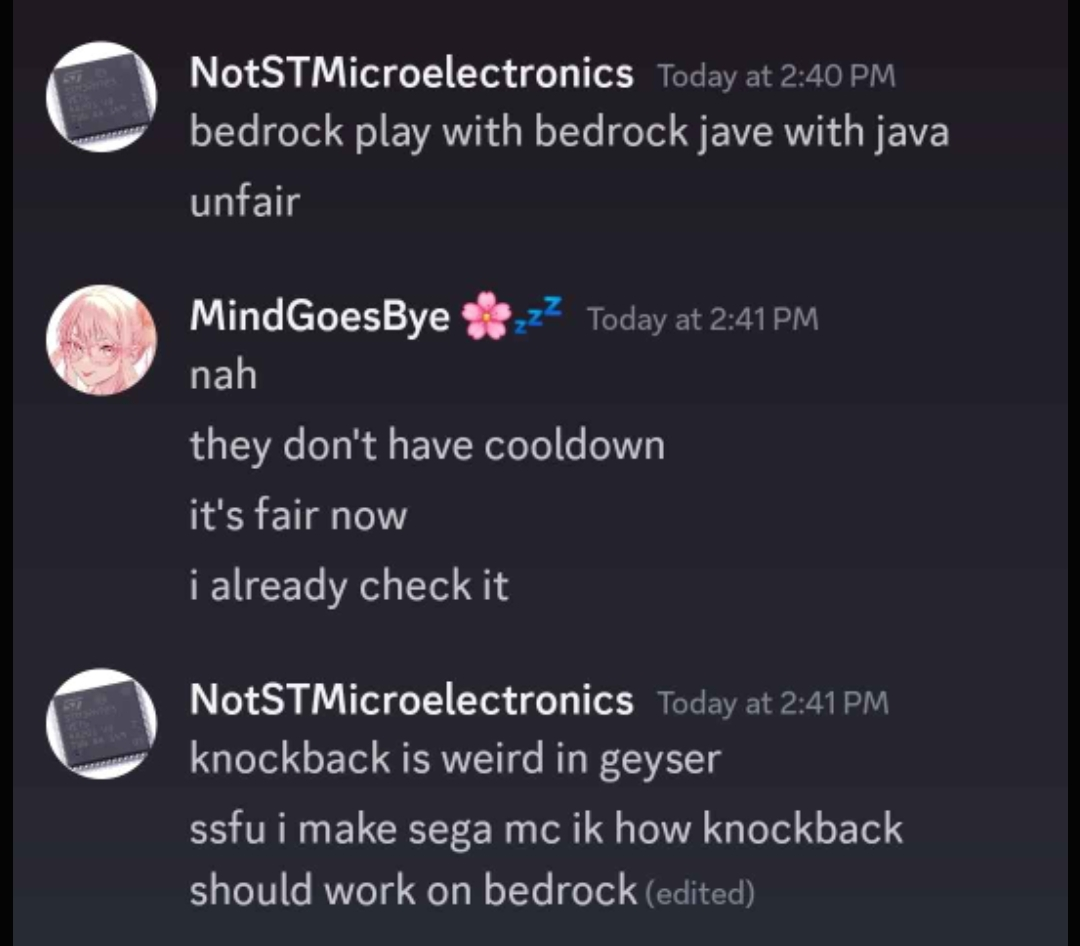 NotSTMicroelectronics Today at 2:40 PM
bedrock play with bedrock jave with java
unfair
MindGoesBye 🌸💤 Today at 2:41 PM
nah
they don't have cooldown
it's fair now
i already check it
NotSTMicroelectronics Today at 2:41 PM
knockback is weird in geyser
ssfu i make sega mc ik how knockback
should work on bedrock (edited)